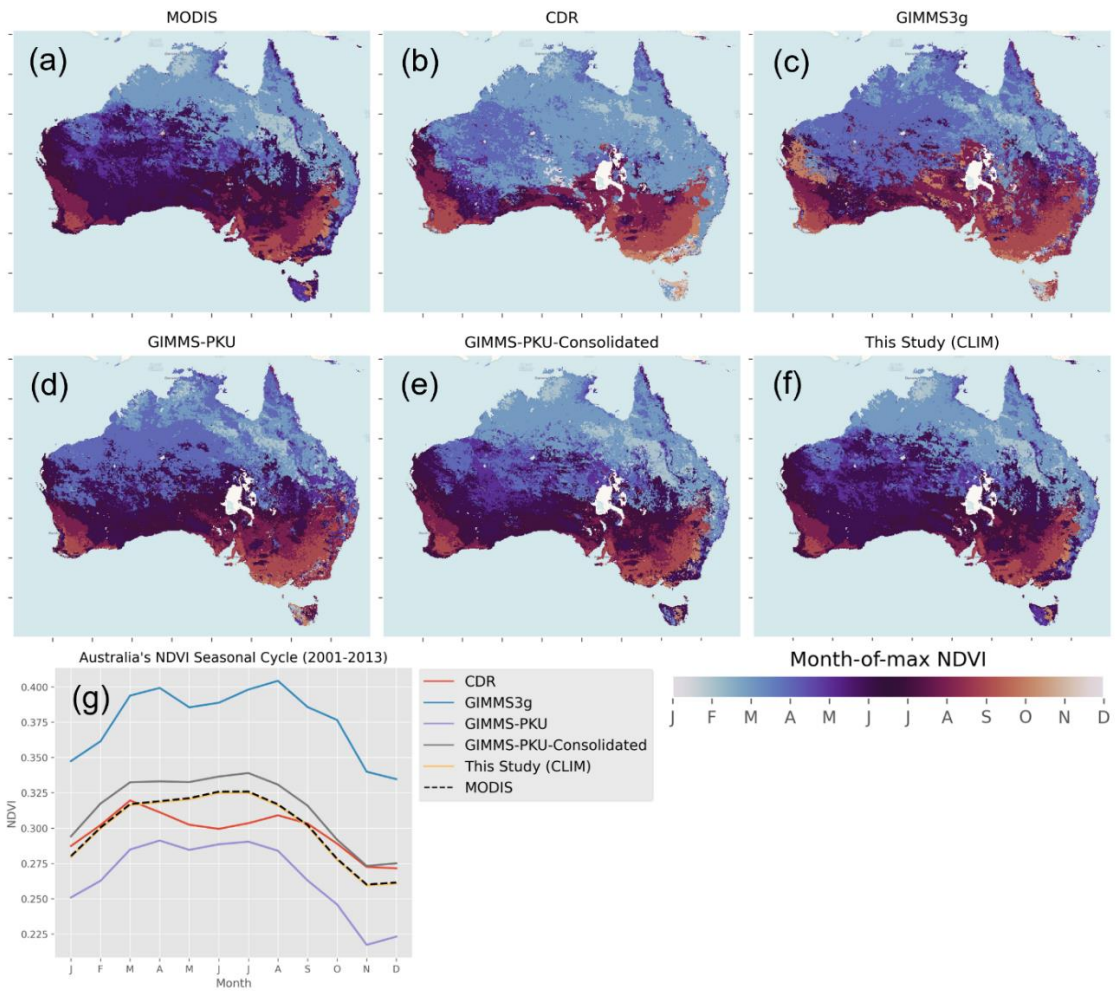 MODIS
CDR
GIMMS3g
(a)
(b)
(c)
GIMMS-PKU
GIMMS-PKU-Consolidated
This Study (CLIM)
(d)
(e)
(f)
Australia's NDVI Seasonal Cycle (2001-2013)
(g)
0.400
0.375
0.350
0.325
0.300
0.275
0.250
0.225
NDVI
J F M A M J J A S O N D
Month
CDR
GIMMS3g
GIMMS-PKU
GIMMS-PKU-Consolidated
This Study (CLIM)
MODIS
Month-of-max NDVI
J F M A M J J A S O N D